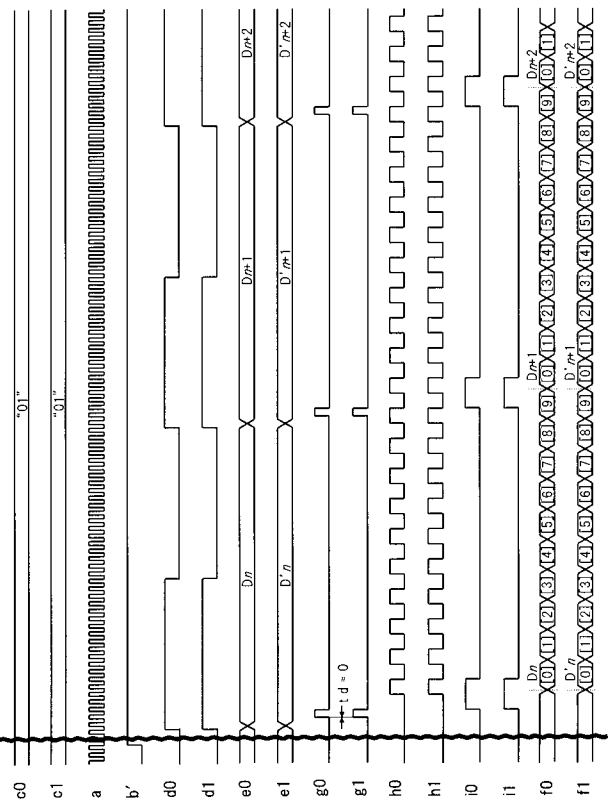 c0 "01"
c1 "01"
a
b'
d0
d1
e0 Dn Dn+1 Dn+2
e1 D'n D'n+1 D'n+2
g0
td = 0
g1
h0
h1
i0
i1
Dn Dn+1 Dn+2
f0 [0] [1] [2] [3] [4] [5] [6] [7] [8] [9] [0] [1] [2] [3] [4] [5] [6] [7] [8] [9] [0] [1]
D'n D'n+1 D'n+2
f1 [0] [1] [2] [3] [4] [5] [6] [7] [8] [9] [0] [1] [2] [3] [4] [5] [6] [7] [8] [9] [0] [1]